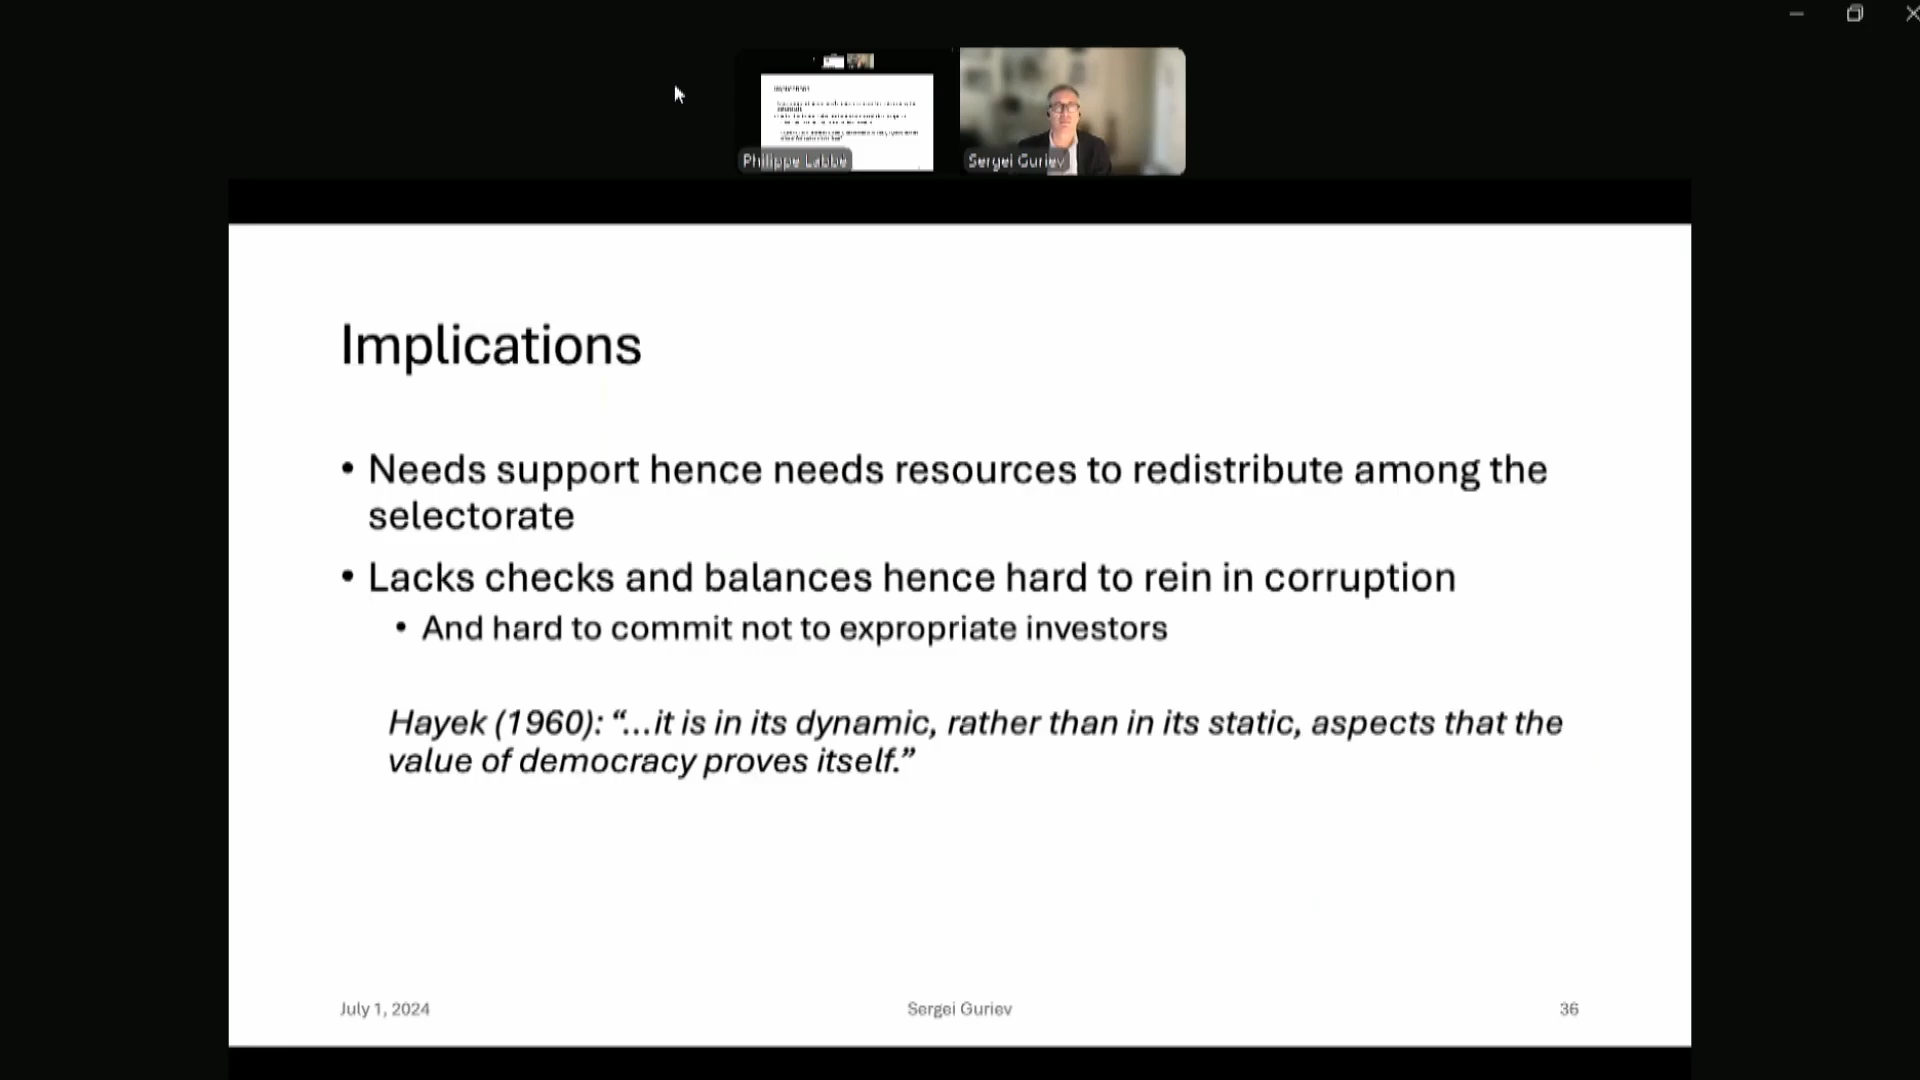 Philippe Labbé
Sergei Guriev
Implications
• Needs support hence needs resources to redistribute among the
selectorate
• Lacks checks and balances hence hard to rein in corruption
• And hard to commit not to expropriate investors
Hayek (1960): “...it is in its dynamic, rather than in its static, aspects that the
value of democracy proves itself.”
July 1, 2024
Sergei Guriev
36